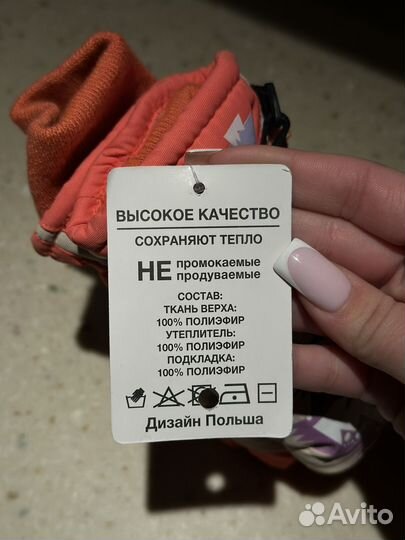 ВЫСОКОЕ КАЧЕСТВО
СОХРАНЯЮТ ТЕПЛО
НЕ промокаемые
продуваемые
СОСТАВ:
ТКАНЬ ВЕРХА:
100% ПОЛИЭФИР
УТЕПЛИТЕЛЬ:
100% ПОЛИЭФИР
ПОДКЛАДКА:
100% ПОЛИЭФИР
Дизайн Польша
Avito